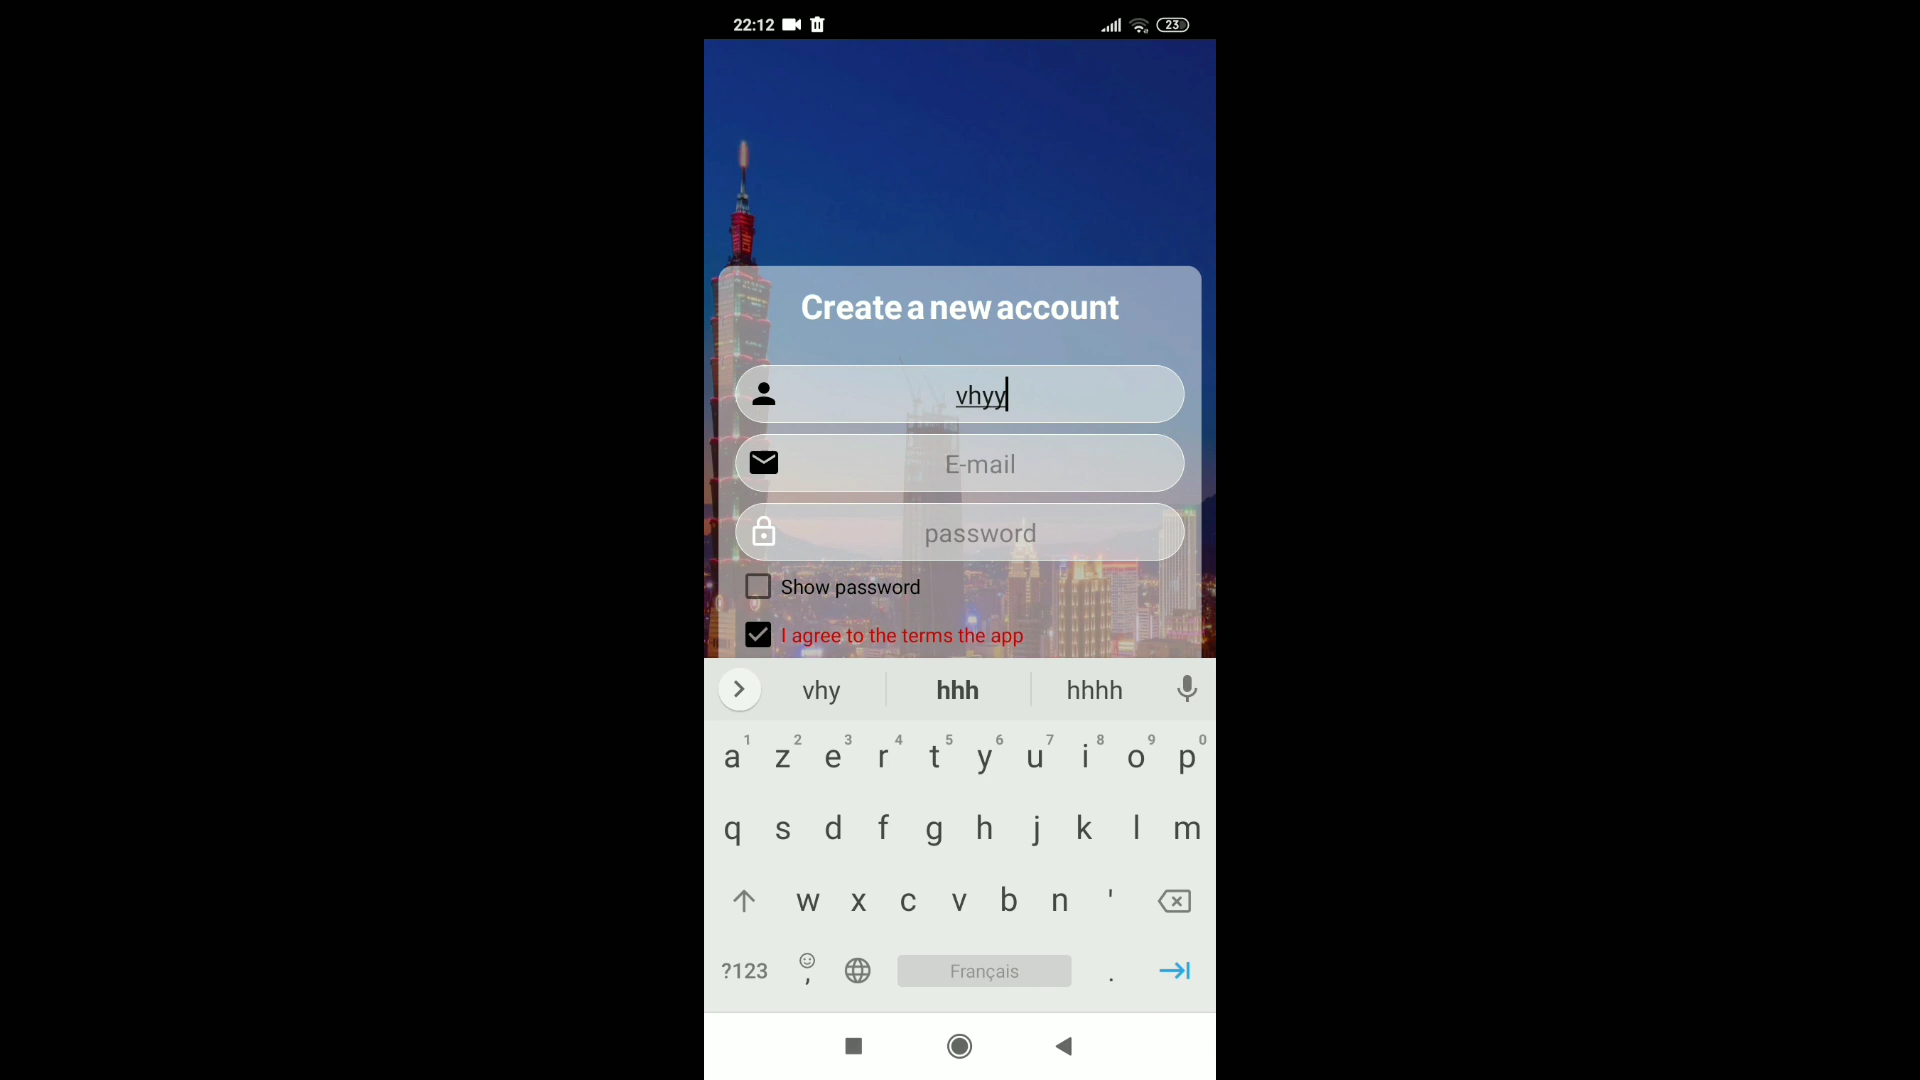 22:12 23
Create a new account
vhyy
E-mail
password
Show password
I agree to the terms the app
vhy hhh hhhh
1 2 3 4 5 6 7 8 9 0
a z e r t y u i o p
q s d f g h j k l m
w x c v b n '
?123 , Français .